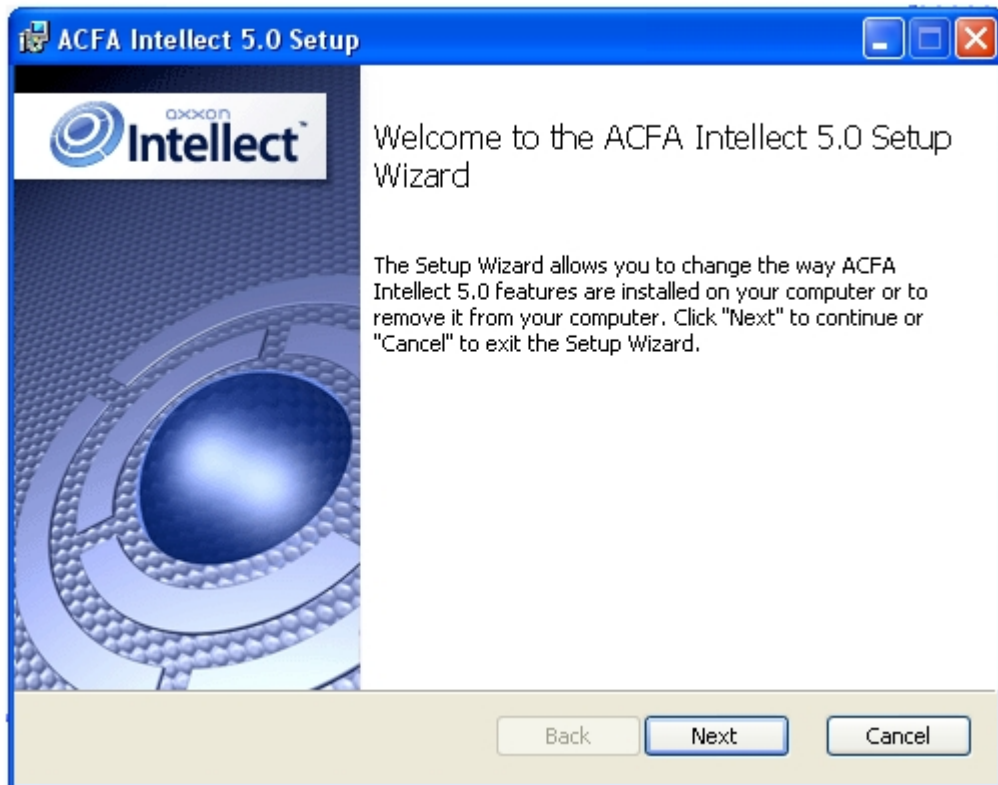 ACFA Intellect 5.0 Setup
axxon
Intellect™
Welcome to the ACFA Intellect 5.0 Setup
Wizard
The Setup Wizard allows you to change the way ACFA
Intellect 5.0 features are installed on your computer or to
remove it from your computer. Click "Next" to continue or
"Cancel" to exit the Setup Wizard.
Back
Next
Cancel